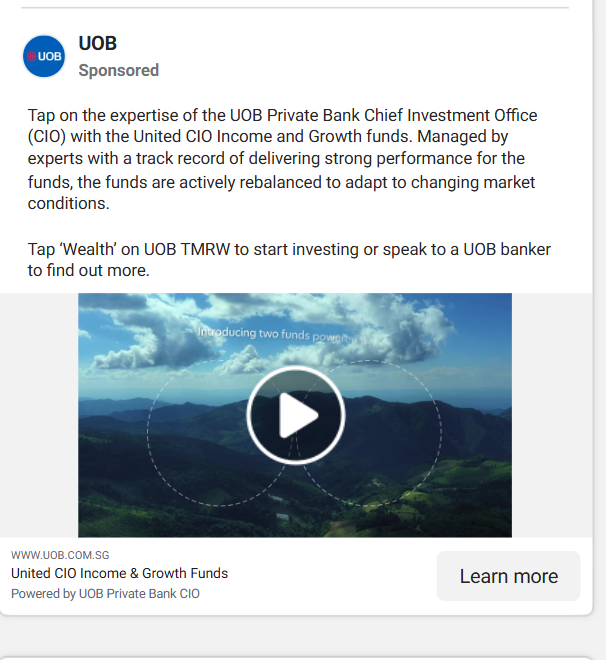 UOB
UOB
Sponsored
Tap on the expertise of the UOB Private Bank Chief Investment Office
(CIO) with the United CIO Income and Growth funds. Managed by
experts with a track record of delivering strong performance for the
funds, the funds are actively rebalanced to adapt to changing market
conditions.
Tap ‘Wealth’ on UOB TMRW to start investing or speak to a UOB banker
to find out more.
Introducing two funds
WWW.UOB.COM.SG
United CIO Income & Growth Funds
Powered by UOB Private Bank CIO
Learn more